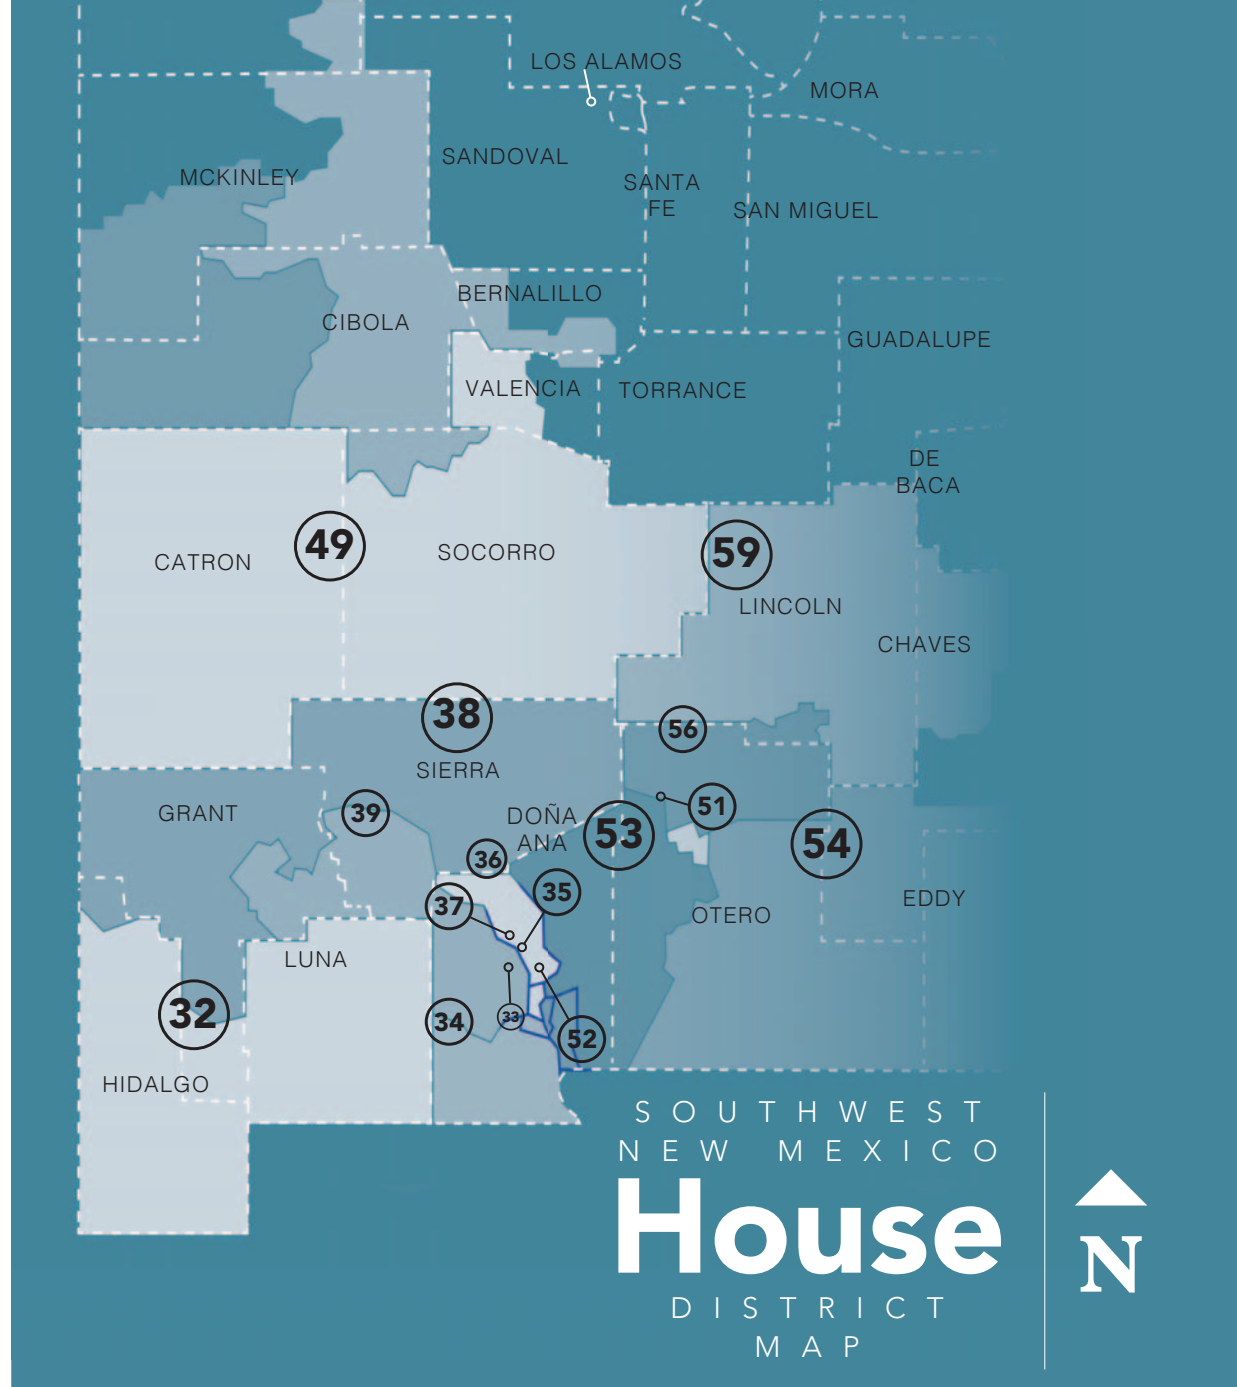 LOS ALAMOS
MORA
SANDOVAL
MCKINLEY
SANTA
FE
SAN MIGUEL
BERNALILLO
CIBOLA
GUADALUPE
VALENCIA
TORRANCE
DE
BACA
49
59
CATRON
SOCORRO
LINCOLN
CHAVES
38
56
SIERRA
GRANT
39
51
DOÑA
ANA
53
54
36
35
37
EDDY
OTERO
LUNA
32
34
33
52
HIDALGO
SOUTHWEST
NEW MEXICO
House
DISTRICT
MAP
N